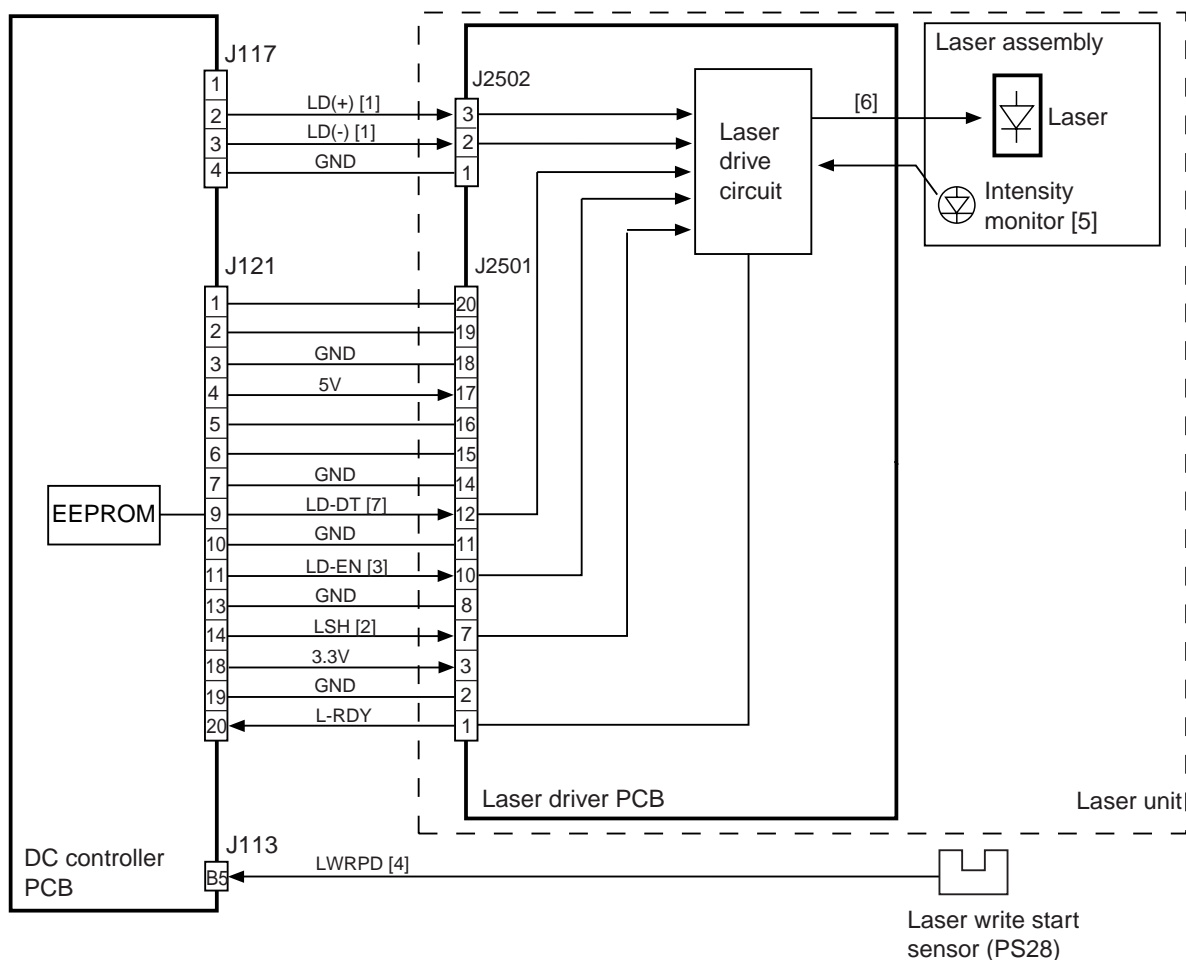 J117
1
2
3
4
LD(+) [1]
LD(-) [1]
GND
J2502
3
2
1
Laser
drive
circuit
[6]
Laser assembly
Laser
Intensity
monitor [5]
J121
J2501
1
20
2
19
3
GND
18
4
5V
17
5
16
6
15
7
GND
14
EEPROM
9
LD-DT [7]
12
10
GND
11
11
LD-EN [3]
10
13
GND
8
14
LSH [2]
7
18
3.3V
3
19
GND
2
20
L-RDY
1
Laser driver PCB
Laser unit
DC controller
PCB
J113
B5
LWRPD [4]
Laser write start
sensor (PS28)